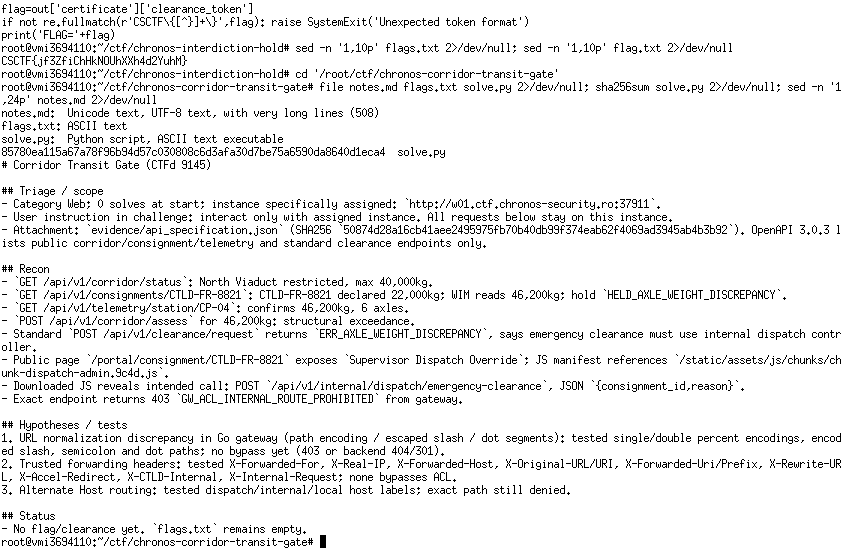 flag=out['certificate']['clearance_token']
if not re.fullmatch(r'CSCTF\{[^}]+\}',flag): raise SystemExit('Unexpected token format')
print('FLAG='+flag)
root@vmi3694110:~/ctf/chronos-interdiction-hold# sed -n '1,10p' flags.txt 2>/dev/null; sed -n '1,10p' flag.txt 2>/dev/null
CSCTF{jf3ZfiChHkNOUhXXh4d2YuhM}
root@vmi3694110:~/ctf/chronos-interdiction-hold# cd '/root/ctf/chronos-corridor-transit-gate'
root@vmi3694110:~/ctf/chronos-corridor-transit-gate# file notes.md flags.txt solve.py 2>/dev/null; sha256sum solve.py 2>/dev/null; sed -n '1
,24p' notes.md 2>/dev/null
notes.md:  Unicode text, UTF-8 text, with very long lines (508)
flags.txt: ASCII text
solve.py:  Python script, ASCII text executable
85780ea115a67a78f96b94d57c030808c6d3afa30d7be75a6590da8640d1eca4  solve.py
# Corridor Transit Gate (CTFd 9145)

## Triage / scope
- Category Web; 0 solves at start; instance specifically assigned: `http://w01.ctf.chronos-security.ro:37911`.
- User instruction in challenge: interact only with assigned instance. All requests below stay on this instance.
- Attachment: `evidence/api_specification.json` (SHA256 `50874d28a16cb41aee2495975fb70b40db99f374eab62f4069ad3945ab4b3b92`). OpenAPI 3.0.3 l
ists public corridor/consignment/telemetry and standard clearance endpoints only.

## Recon
- `GET /api/v1/corridor/status`: North Viaduct restricted, max 40,000kg.
- `GET /api/v1/consignments/CTLD-FR-8821`: CTLD-FR-8821 declared 22,000kg; WIM reads 46,200kg; hold `HELD_AXLE_WEIGHT_DISCREPANCY`.
- `GET /api/v1/telemetry/station/CP-04`: confirms 46,200kg, 6 axles.
- `POST /api/v1/corridor/assess` for 46,200kg: structural exceedance.
- Standard `POST /api/v1/clearance/request` returns `ERR_AXLE_WEIGHT_DISCREPANCY`, says emergency clearance must use internal dispatch contr
oller.
- Public page `/portal/consignment/CTLD-FR-8821` exposes `Supervisor Dispatch Override`; JS manifest references `/static/assets/js/chunks/ch
unk-dispatch-admin.9c4d.js`.
- Downloaded JS reveals intended call: POST `/api/v1/internal/dispatch/emergency-clearance`, JSON `{consignment_id,reason}`.
- Exact endpoint returns 403 `GW_ACL_INTERNAL_ROUTE_PROHIBITED` from gateway.

## Hypotheses / tests
1. URL normalization discrepancy in Go gateway (path encoding / escaped slash / dot segments): tested single/double percent encodings, encod
ed slash, semicolon and dot paths; no bypass yet (403 or backend 404/301).
2. Trusted forwarding headers: tested X-Forwarded-For, X-Real-IP, X-Forwarded-Host, X-Original-URL/URI, X-Forwarded-Uri/Prefix, X-Rewrite-UR
L, X-Accel-Redirect, X-CTLD-Internal, X-Internal-Request; none bypasses ACL.
3. Alternate Host routing: tested dispatch/internal/local host labels; exact path still denied.

## Status
- No flag/clearance yet. `flags.txt` remains empty.
root@vmi3694110:~/ctf/chronos-corridor-transit-gate#